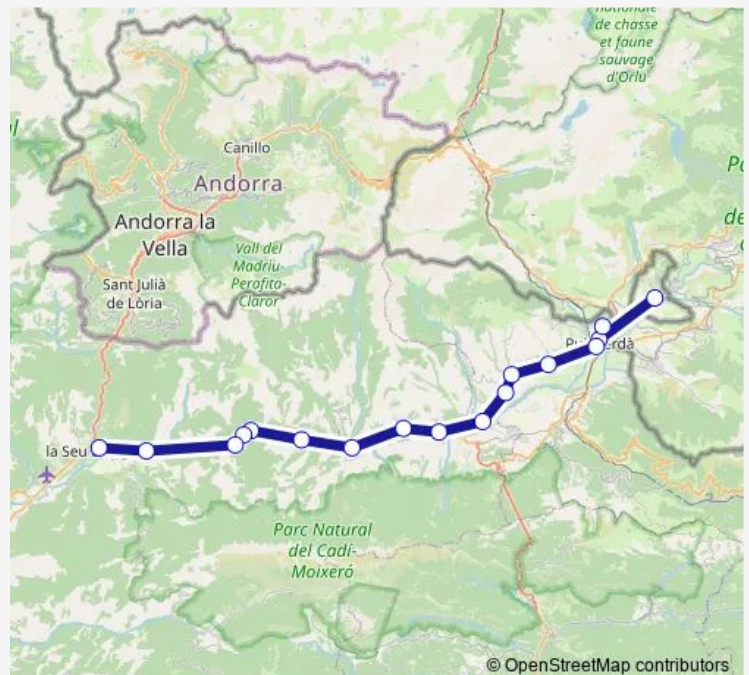 nationale
de chasse
et faune
sauvage
d'Orlu
Canillo
Andorra
Andorra la
Vella
Vall del
Madriu-
Perafita-
Claror
Sant Julià
de Lòria
la Seu
Parc Natural
del Cadí-
Moixeró
© OpenStreetMap contributors